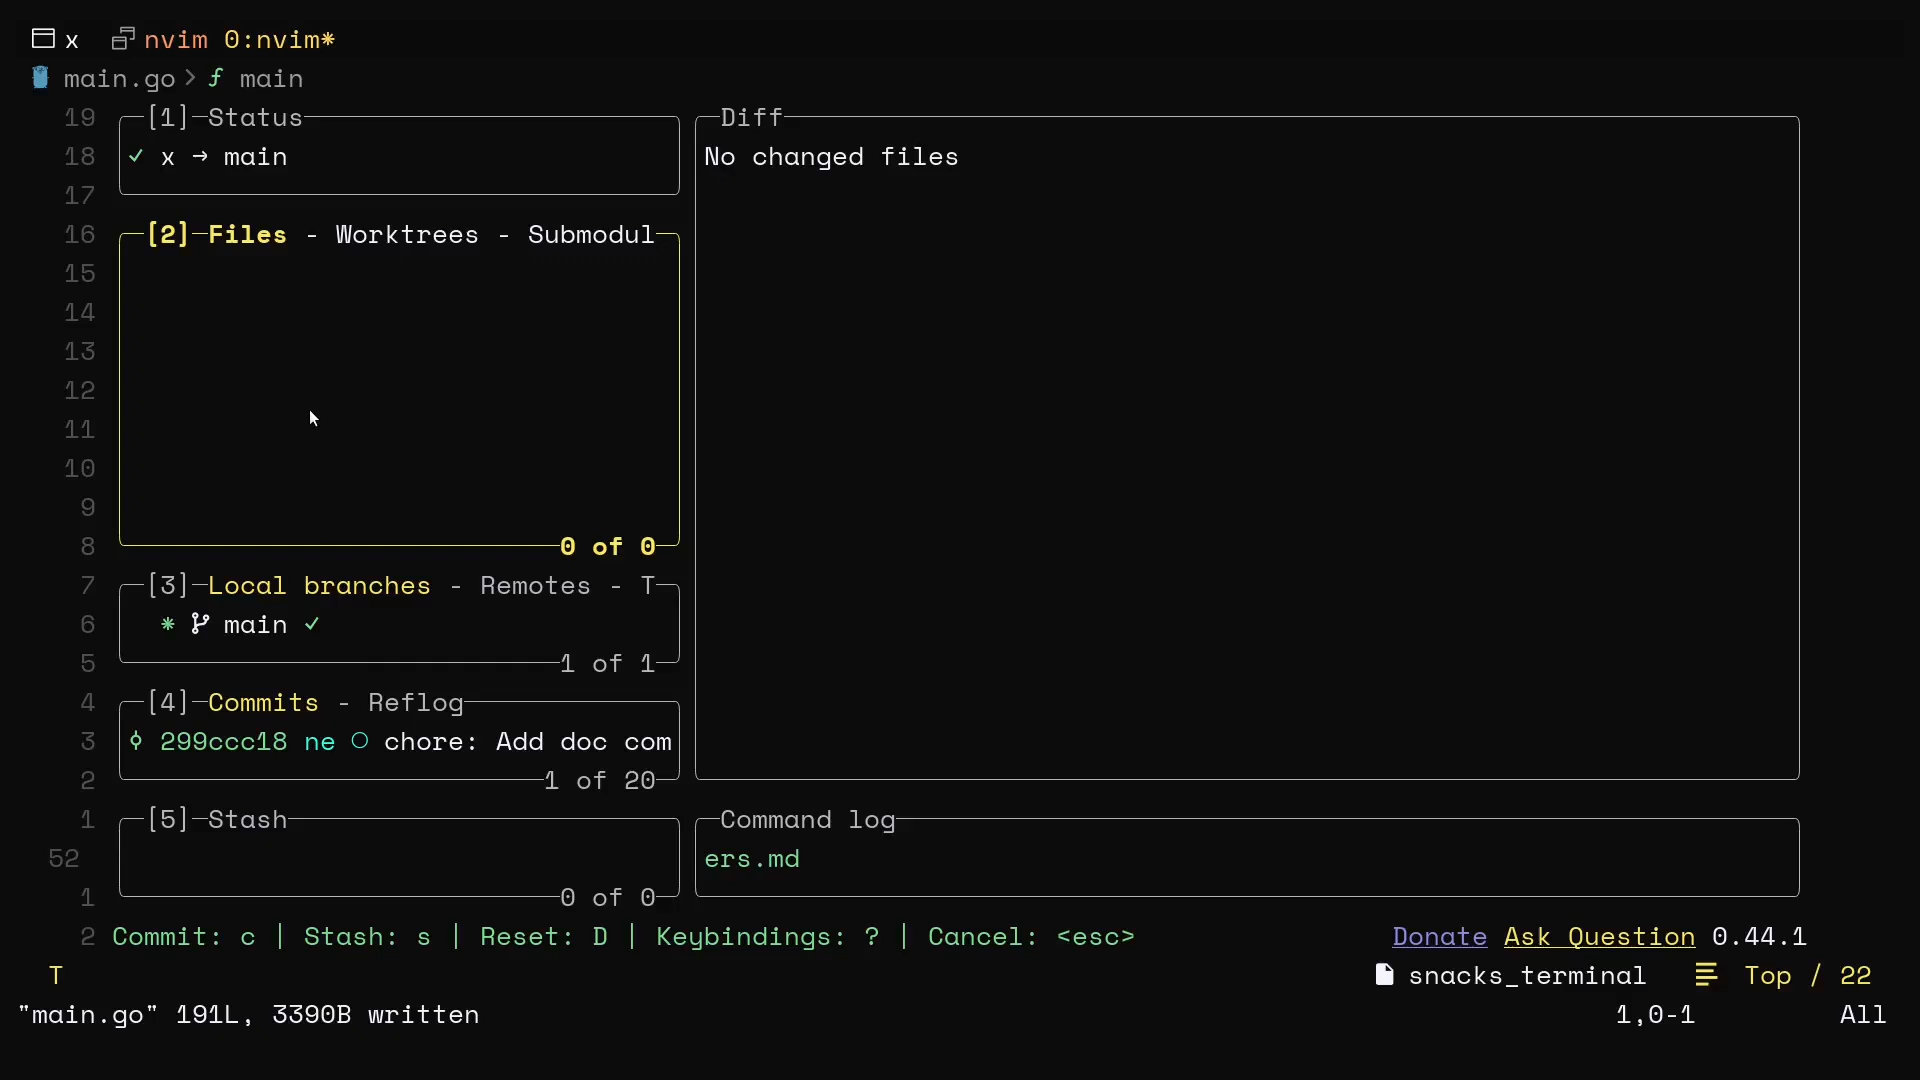 x nvim 0:nvim*
main.go > ƒ main
19 [1]─Status
18 ✓ x → main
17
16 [2]─Files - Worktrees - Submodul
15
14
13
12
11
10
9
8 0 of 0
7 [3]─Local branches - Remotes - T
6 * main ✓
5 1 of 1
4 [4]─Commits - Reflog
3 299ccc18 ne ○ chore: Add doc com
2 1 of 20
1 [5]─Stash
52
1 0 of 0
Diff
No changed files
Command log
ers.md
2 Commit: c | Stash: s | Reset: D | Keybindings: ? | Cancel: <esc> Donate Ask Question 0.44.1
T snacks_terminal Top / 22
"main.go" 191L, 3390B written 1,0-1 All